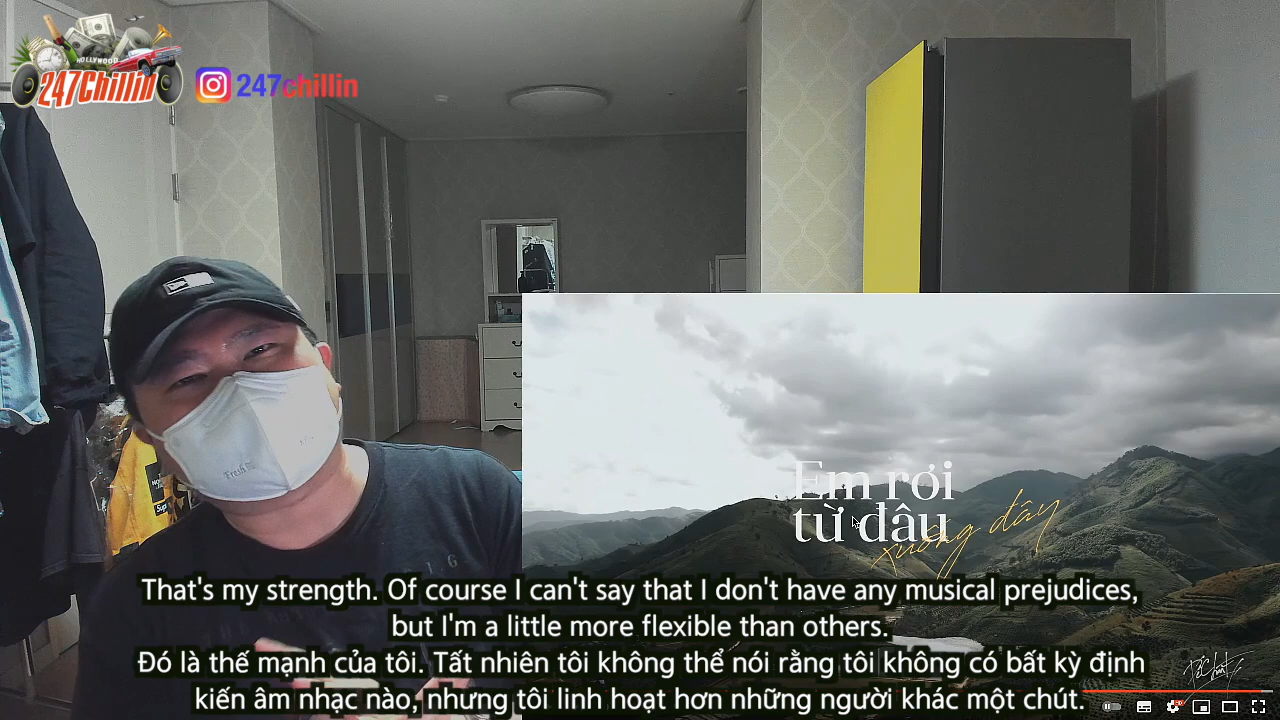 HOLLYWOOD
247Chillin
247chillin
Fresh
Em rơi
từ đâu
xuống đây
That's my strength. Of course I can't say that I don't have any musical prejudices,
but I'm a little more flexible than others.
Đó là thế mạnh của tôi. Tất nhiên tôi không thể nói rằng tôi không có bất kỳ định
kiến âm nhạc nào, nhưng tôi linh hoạt hơn những người khác một chút.